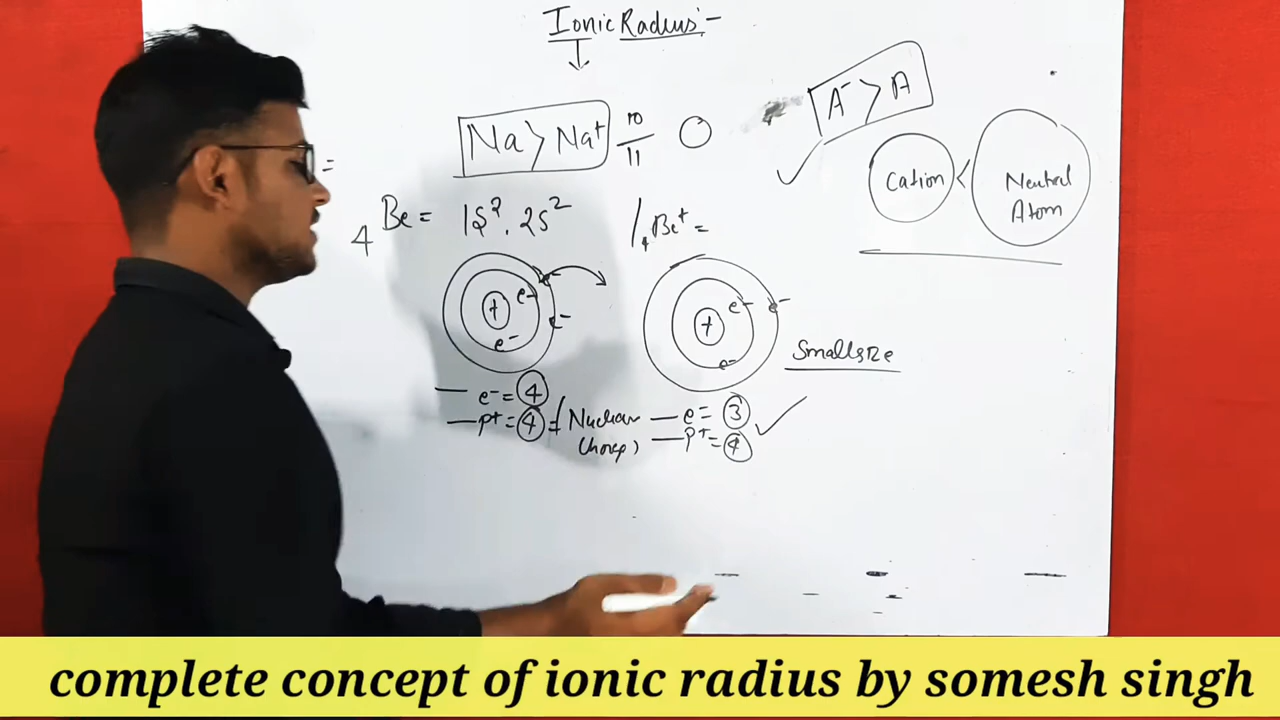 Ionic Radius:-
Na > Na⁺ 10/11
A⁻ > A
Cation < Neutral Atom
=
₄Be = 1S². 2S²
/ ₄Be⁺ =
+ e⁻ e⁻ e⁻ e⁻
+ e⁻ e⁻ e⁻
Smallsize
e⁻ = 4
P⁺ = 4 = (Nuclear
Charge)
e⁻ = 3
P⁺ = 4
complete concept of ionic radius by somesh singh